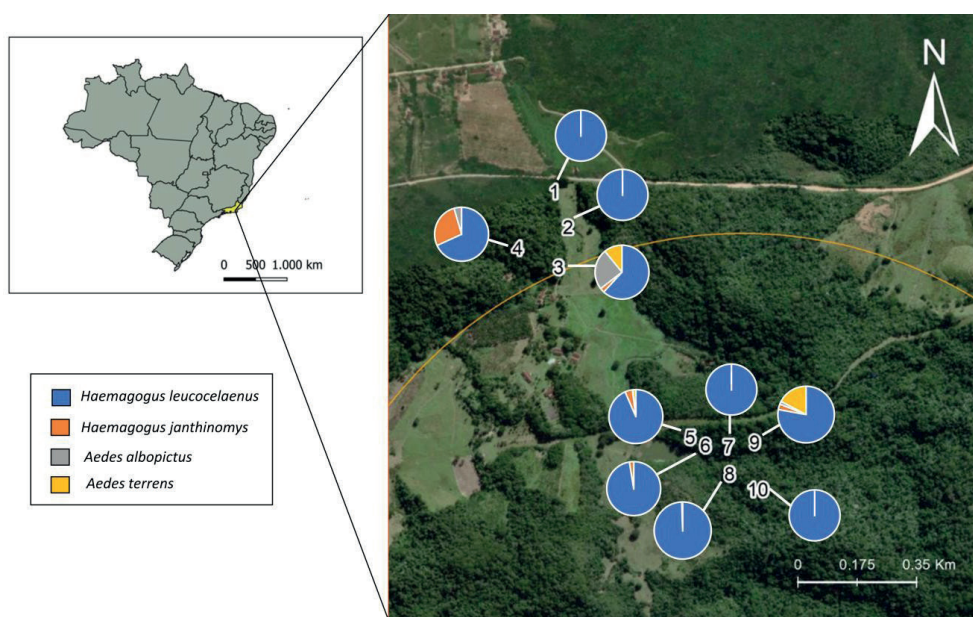 0 500 1.000 km
Haemagogus leucocelaenus
Haemagogus janthinomys
Aedes albopictus
Aedes terrens
N
1
2
4
3
5
6
7
9
8
10
0 0.175 0.35 Km